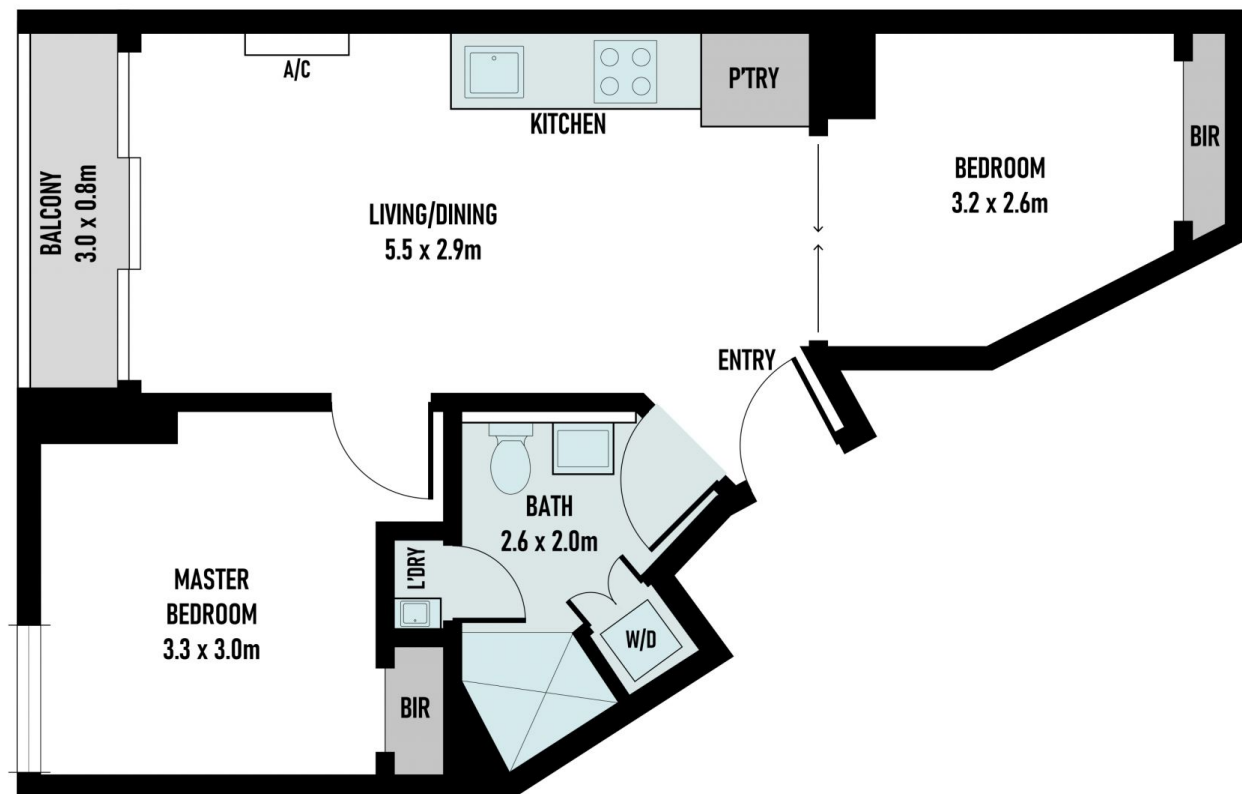 A/C
KITCHEN
P'TRY
BIR
BEDROOM
3.2 x 2.6m
BALCONY
3.0 x 0.8m
LIVING/DINING
5.5 x 2.9m
ENTRY
BATH
2.6 x 2.0m
L'DRY
MASTER
BEDROOM
3.3 x 3.0m
W/D
BIR